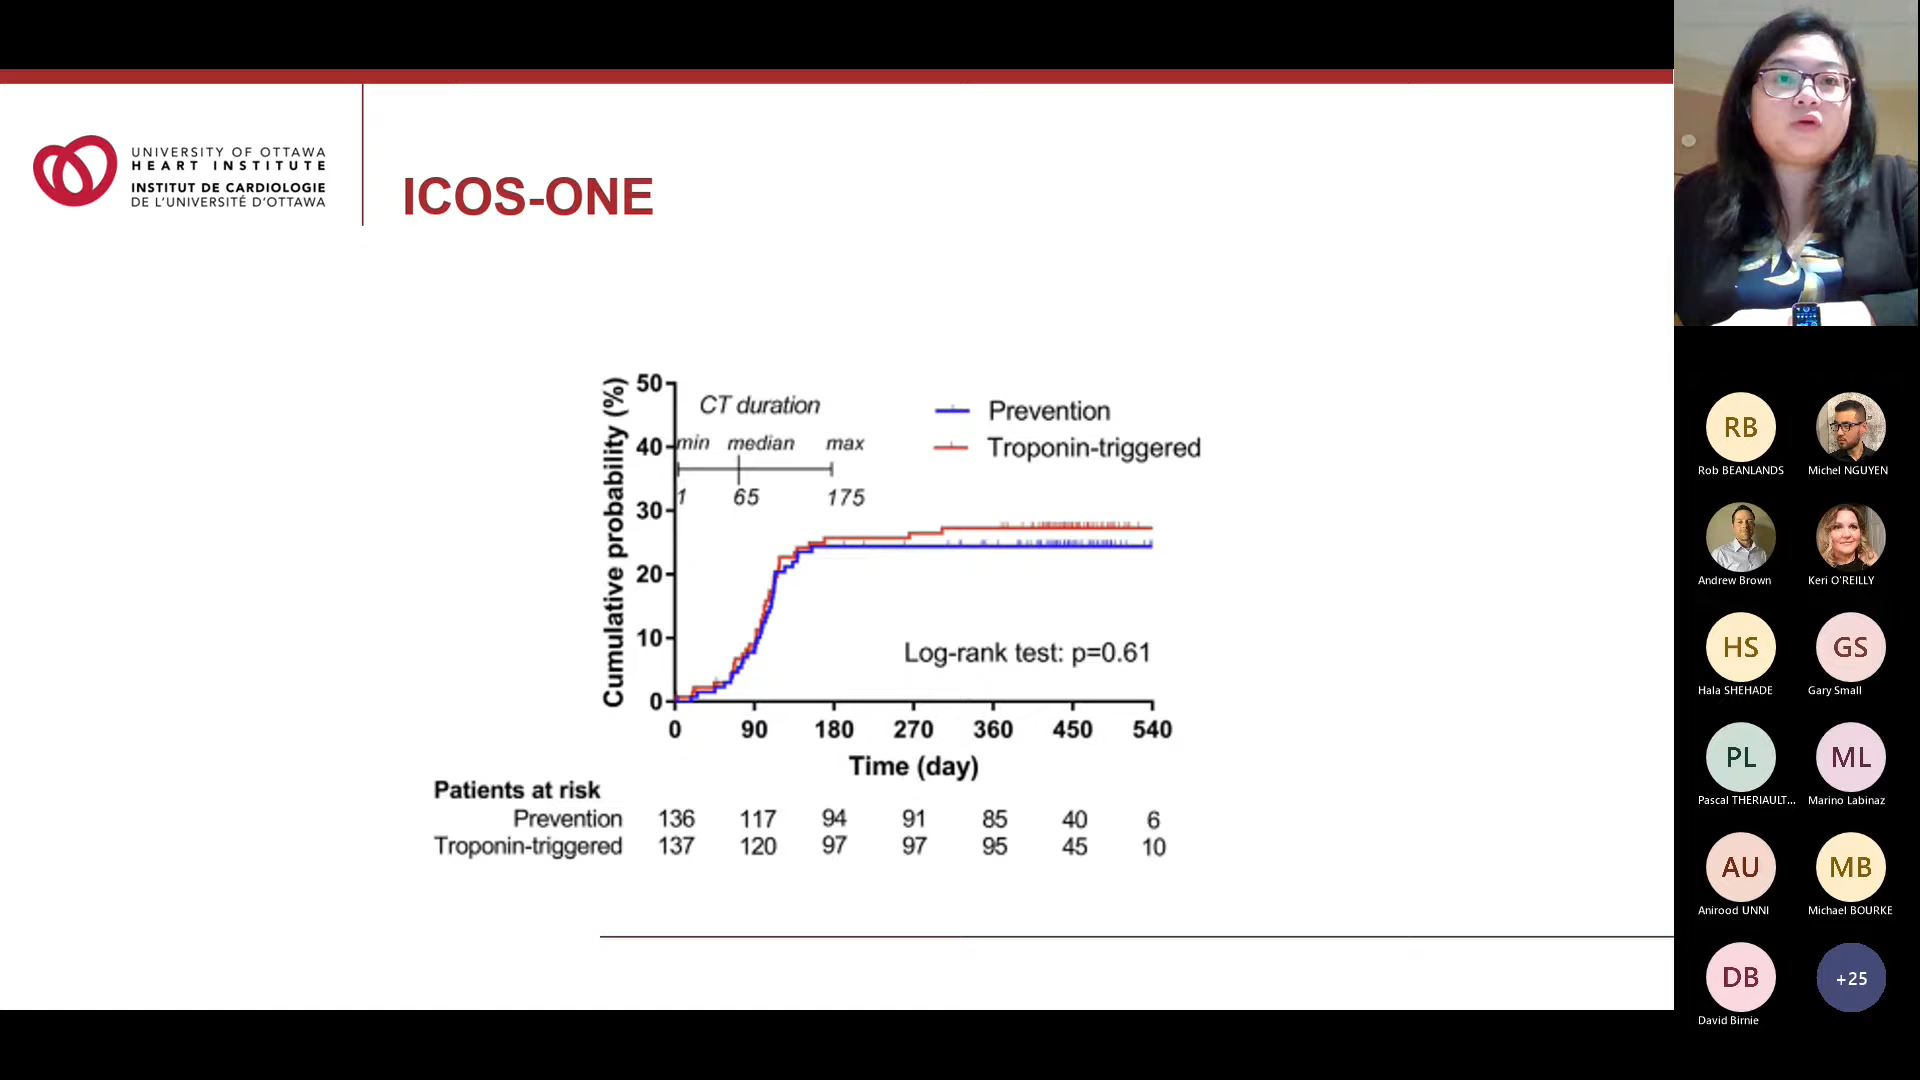 UNIVERSITY OF OTTAWA
HEART INSTITUTE
INSTITUT DE CARDIOLOGIE
DE L'UNIVERSITÉ D'OTTAWA
ICOS-ONE
Cumulative probability (%)
50
40
30
20
10
0
CT duration
min median max
1 65 175
Prevention
Troponin-triggered
Log-rank test: p=0.61
0 90 180 270 360 450 540
Time (day)
Patients at risk
Prevention 136 117 94 91 85 40 6
Troponin-triggered 137 120 97 97 95 45 10
RB
Rob BEANLANDS
Michel NGUYEN
Andrew Brown
Keri O'REILLY
HS
Hala SHEHADE
GS
Gary Small
PL
Pascal THERIAULT...
ML
Marino Labinaz
AU
Anirood UNNI
MB
Michael BOURKE
DB
David Birnie
+25